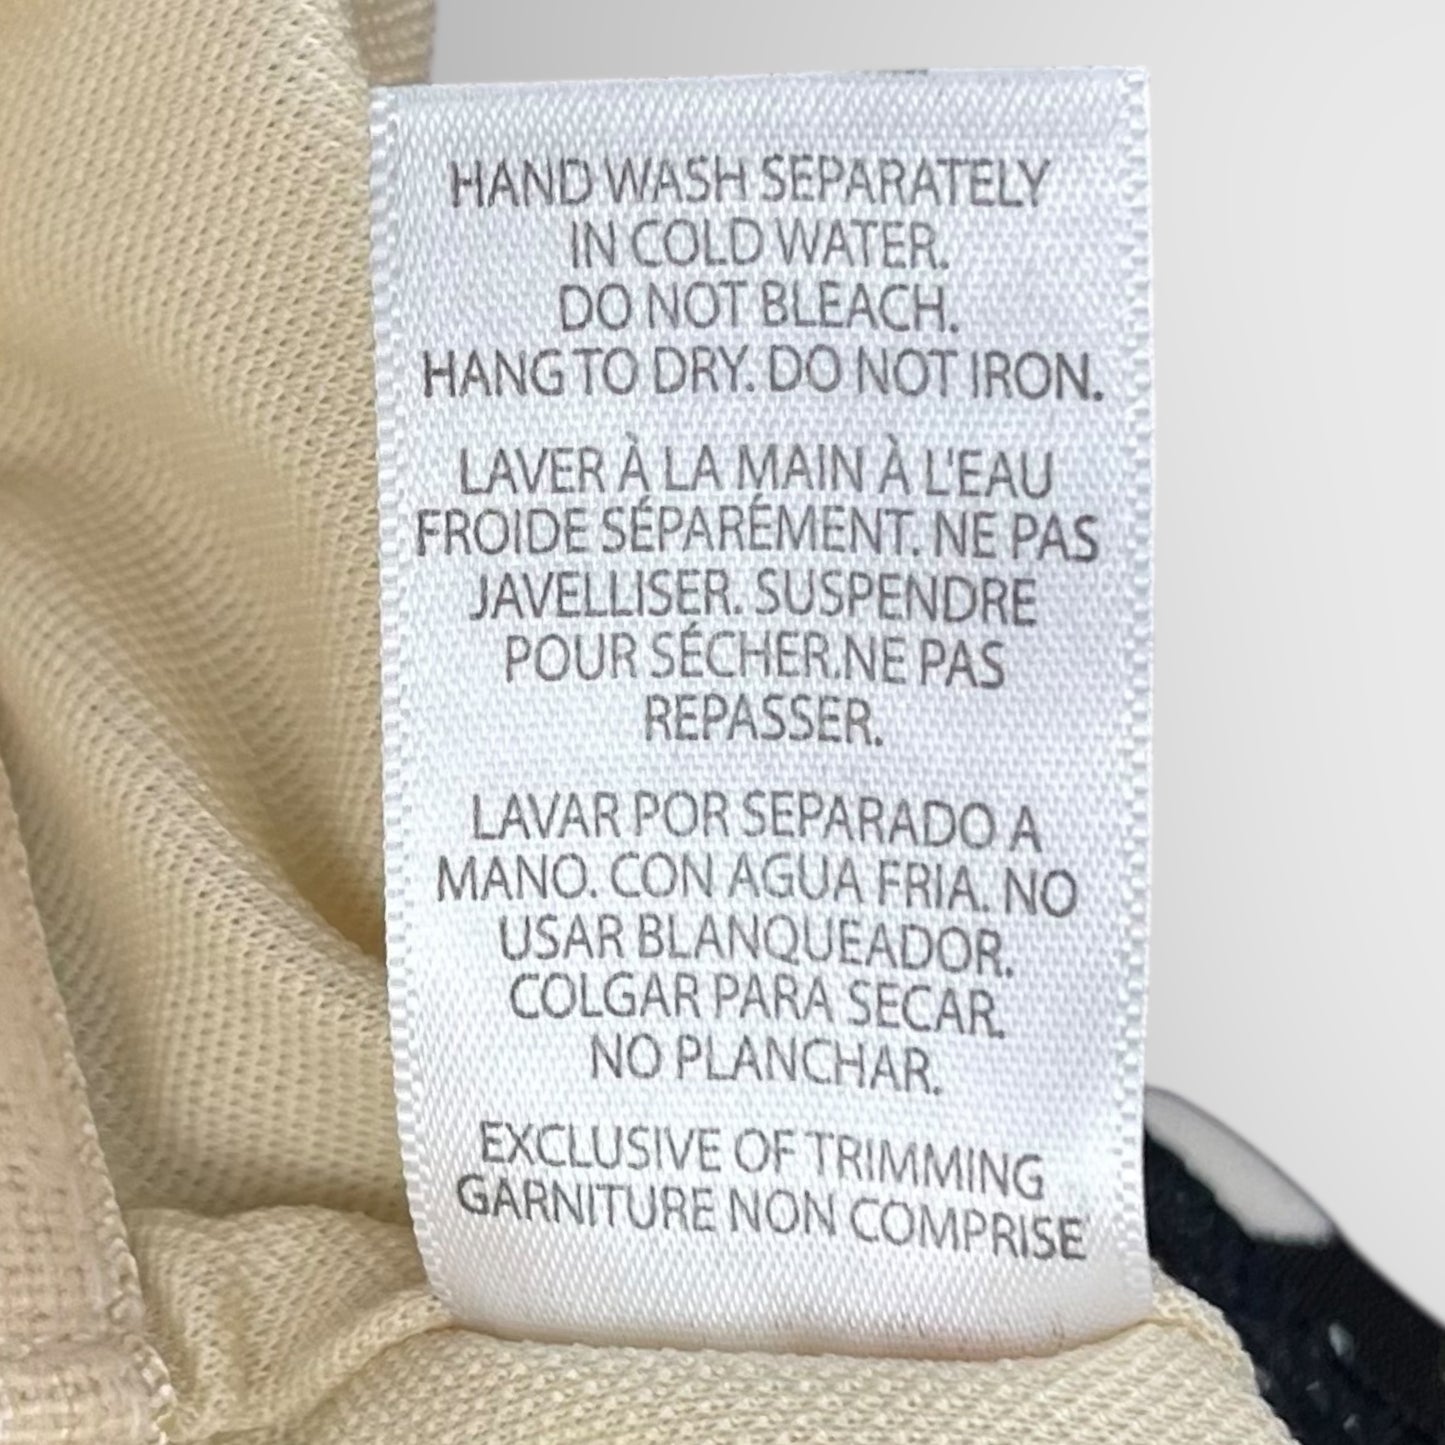 HAND WASH SEPARATELY
IN COLD WATER.
DO NOT BLEACH.
HANG TO DRY. DO NOT IRON.
LAVER À LA MAIN À L'EAU
FROIDE SÉPARÉMENT. NE PAS
JAVELLISER. SUSPENDRE
POUR SÉCHER.NE PAS
REPASSER.
LAVAR POR SEPARADO A
MANO. CON AGUA FRIA. NO
USAR BLANQUEADOR.
COLGAR PARA SECAR.
NO PLANCHAR.
EXCLUSIVE OF TRIMMING
GARNITURE NON COMPRISE